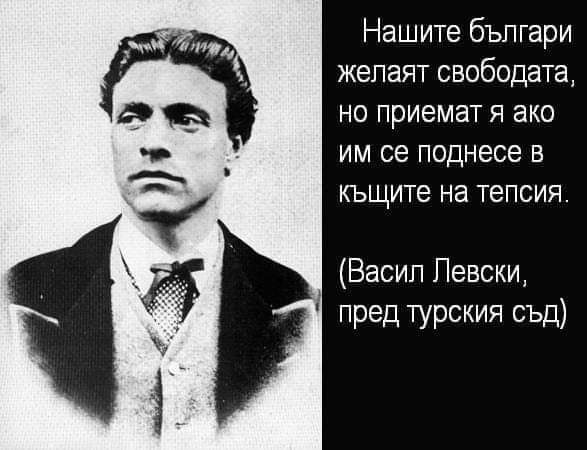 Нашите българи
желаят свободата,
но приемат я ако
им се поднесе в
къщите на тепсия.
(Васил Левски,
пред турския съд)